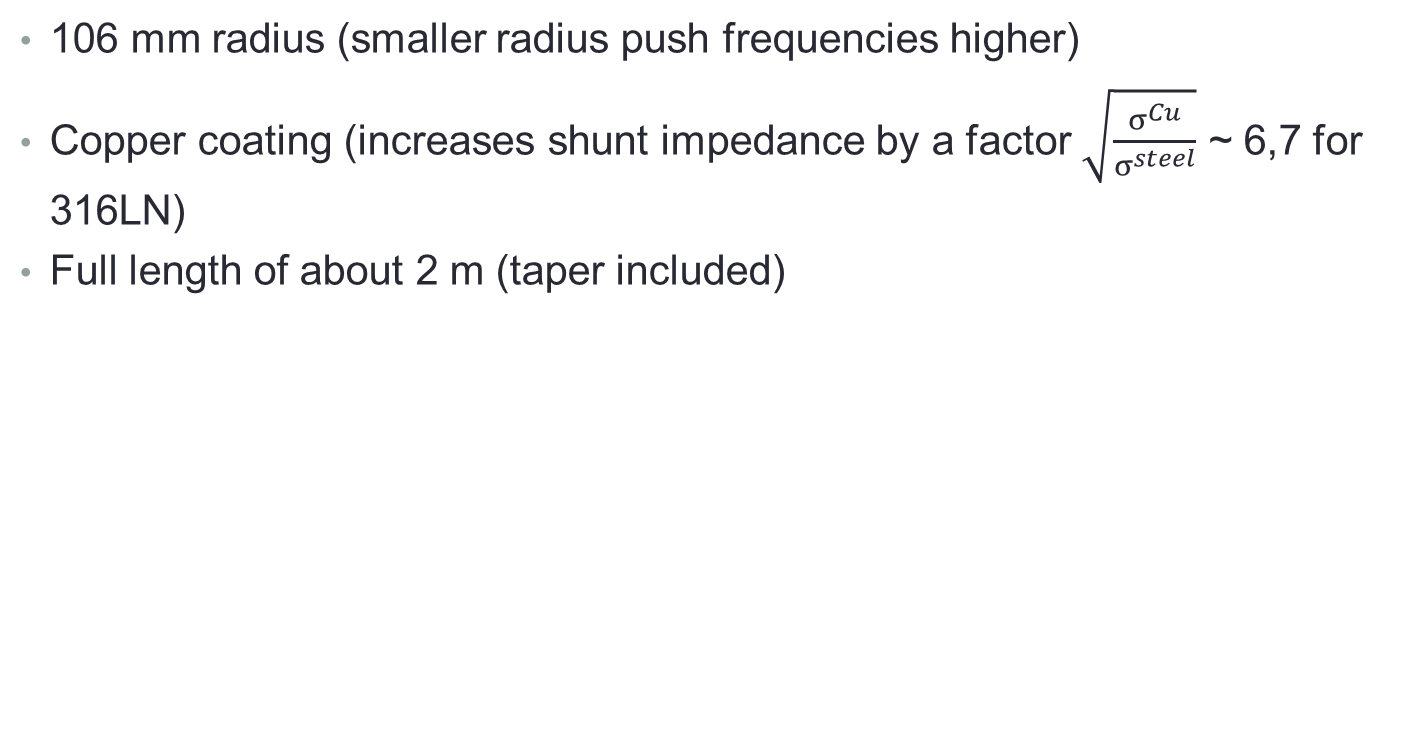 • 106 mm radius (smaller radius push frequencies higher)
• Copper coating (increases shunt impedance by a factor √(σ^Cu/σ^steel) ~ 6,7 for
316LN)
• Full length of about 2 m (taper included)